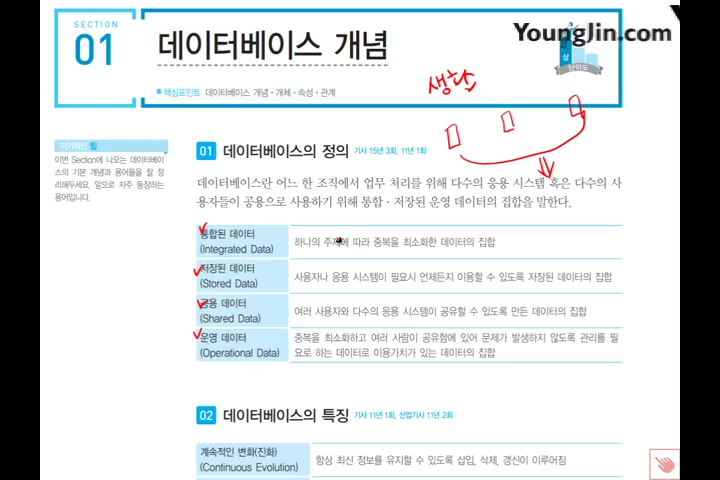 SECTION
01
데이터베이스 개념
YoungJin.com
상
난이도
■ 핵심포인트 데이터베이스 개념 · 개체 · 속성 · 관계
생활
이기적인 팁
이번 Section에 나오는 데이터베이
스의 기본 개념과 용어들을 잘 정
리해두세요. 앞으로 자주 등장하는
용어입니다.
01 데이터베이스의 정의 기사 15년 3회, 11년 1회
데이터베이스란 어느 한 조직에서 업무 처리를 위해 다수의 응용 시스템 혹은 다수의 사
용자들이 공용으로 사용하기 위해 통합 · 저장된 운영 데이터의 집합을 말한다.
통합된 데이터
(Integrated Data)
하나의 주제에 따라 중복을 최소화한 데이터의 집합
저장된 데이터
(Stored Data)
사용자나 응용 시스템이 필요시 언제든지 이용할 수 있도록 저장된 데이터의 집합
공용 데이터
(Shared Data)
여러 사용자와 다수의 응용 시스템이 공유할 수 있도록 만든 데이터의 집합
운영 데이터
(Operational Data)
중복을 최소화하고 여러 사람이 공유함에 있어 문제가 발생하지 않도록 관리를 필
요로 하는 데이터로 이용가치가 있는 데이터의 집합
02 데이터베이스의 특징 기사 11년 1회, 산업기사 11년 2회
계속적인 변화(진화)
(Continuous Evolution)
항상 최신 정보를 유지할 수 있도록 삽입, 삭제, 갱신이 이루어짐